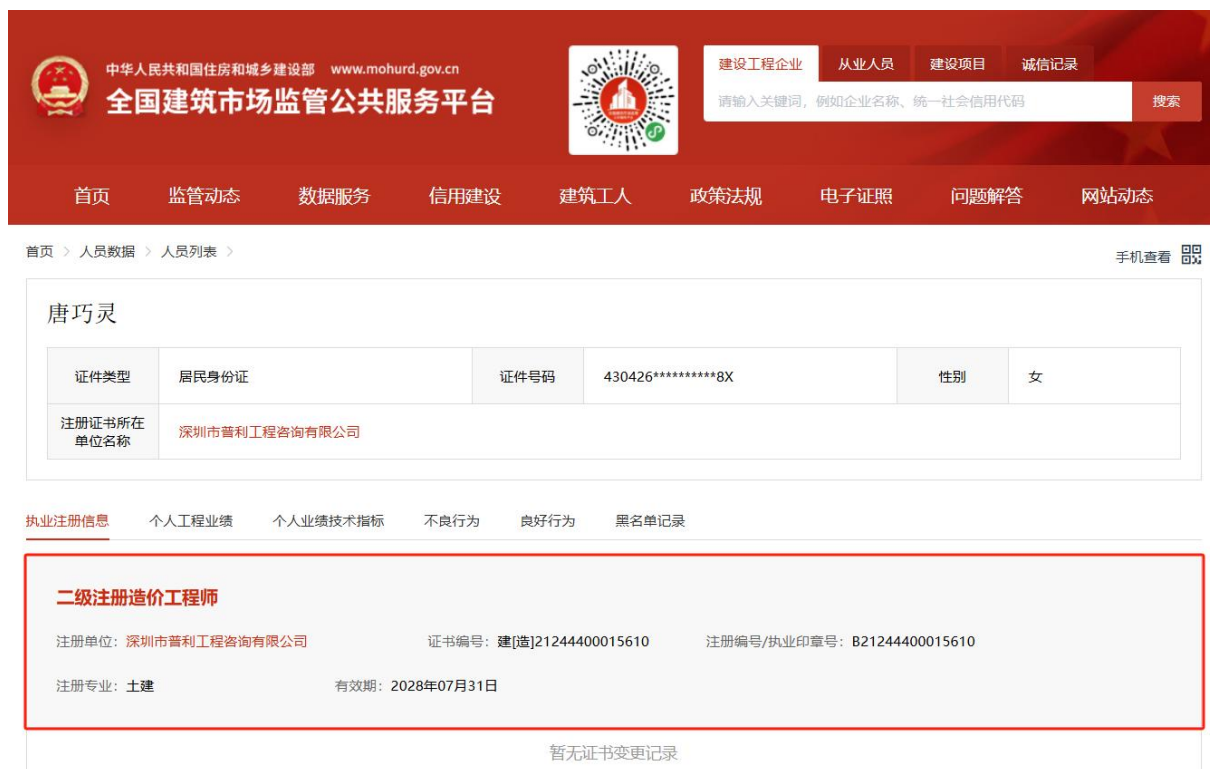 中华人民共和国住房和城乡建设部 www.mohurd.gov.cn
全国建筑市场监管公共服务平台
建设工程企业 从业人员 建设项目 诚信记录
请输入关键词，例如企业名称、统一社会信用代码 搜索
首页 监管动态 数据服务 信用建设 建筑工人 政策法规 电子证照 问题解答 网站动态
首页 > 人员数据 > 人员列表 >
手机查看
唐巧灵
证件类型 居民身份证 证件号码 430426**********8X 性别 女
注册证书所在
单位名称
深圳市普利工程咨询有限公司
执业注册信息 个人工程业绩 个人业绩技术指标 不良行为 良好行为 黑名单记录
二级注册造价工程师
注册单位：深圳市普利工程咨询有限公司 证书编号：建[造]21244400015610 注册编号/执业印章号：B21244400015610
注册专业：土建 有效期：2028年07月31日
暂无证书变更记录